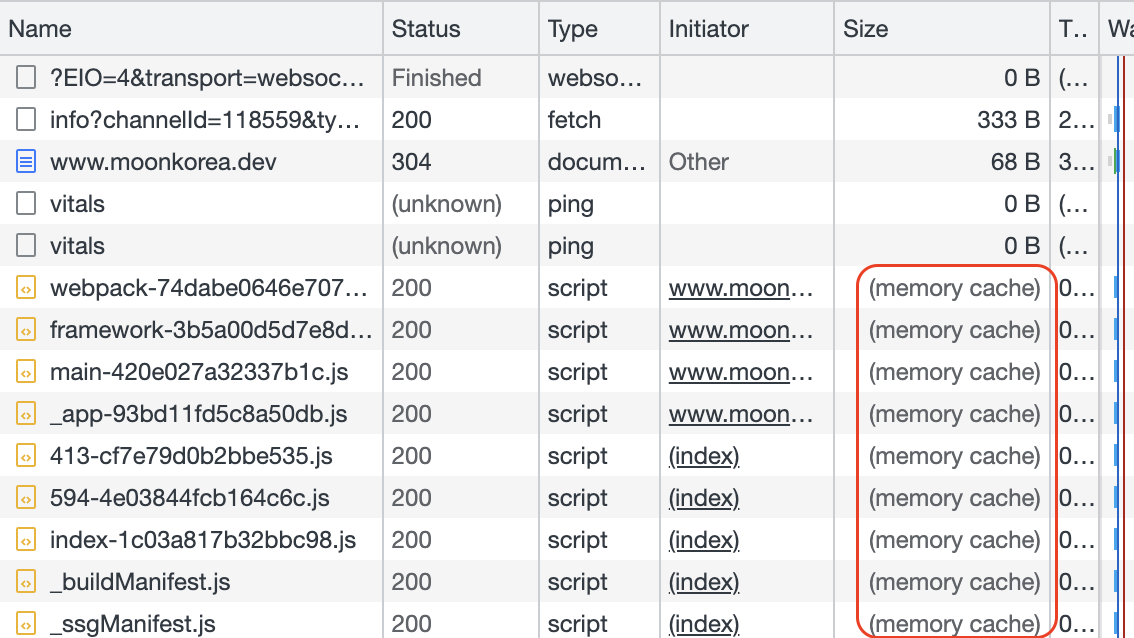 Name Status Type Initiator Size T.. Wa
?EIO=4&transport=websoc… Finished webso… 0 B (…
info?channelId=118559&ty… 200 fetch 333 B 2…
www.moonkorea.dev 304 docum… Other 68 B 3…
vitals (unknown) ping 0 B (…
vitals (unknown) ping 0 B (…
webpack-74dabe0646e707… 200 script www.moon… (memory cache) 0…
framework-3b5a00d5d7e8d… 200 script www.moon… (memory cache) 0…
main-420e027a32337b1c.js 200 script www.moon… (memory cache) 0…
_app-93bd11fd5c8a50db.js 200 script www.moon… (memory cache) 0…
413-cf7e79d0b2bbe535.js 200 script (index) (memory cache) 0…
594-4e03844fcb164c6c.js 200 script (index) (memory cache) 0…
index-1c03a817b32bbc98.js 200 script (index) (memory cache) 0…
_buildManifest.js 200 script (index) (memory cache) 0…
_ssgManifest.js 200 script (index) (memory cache) 0…